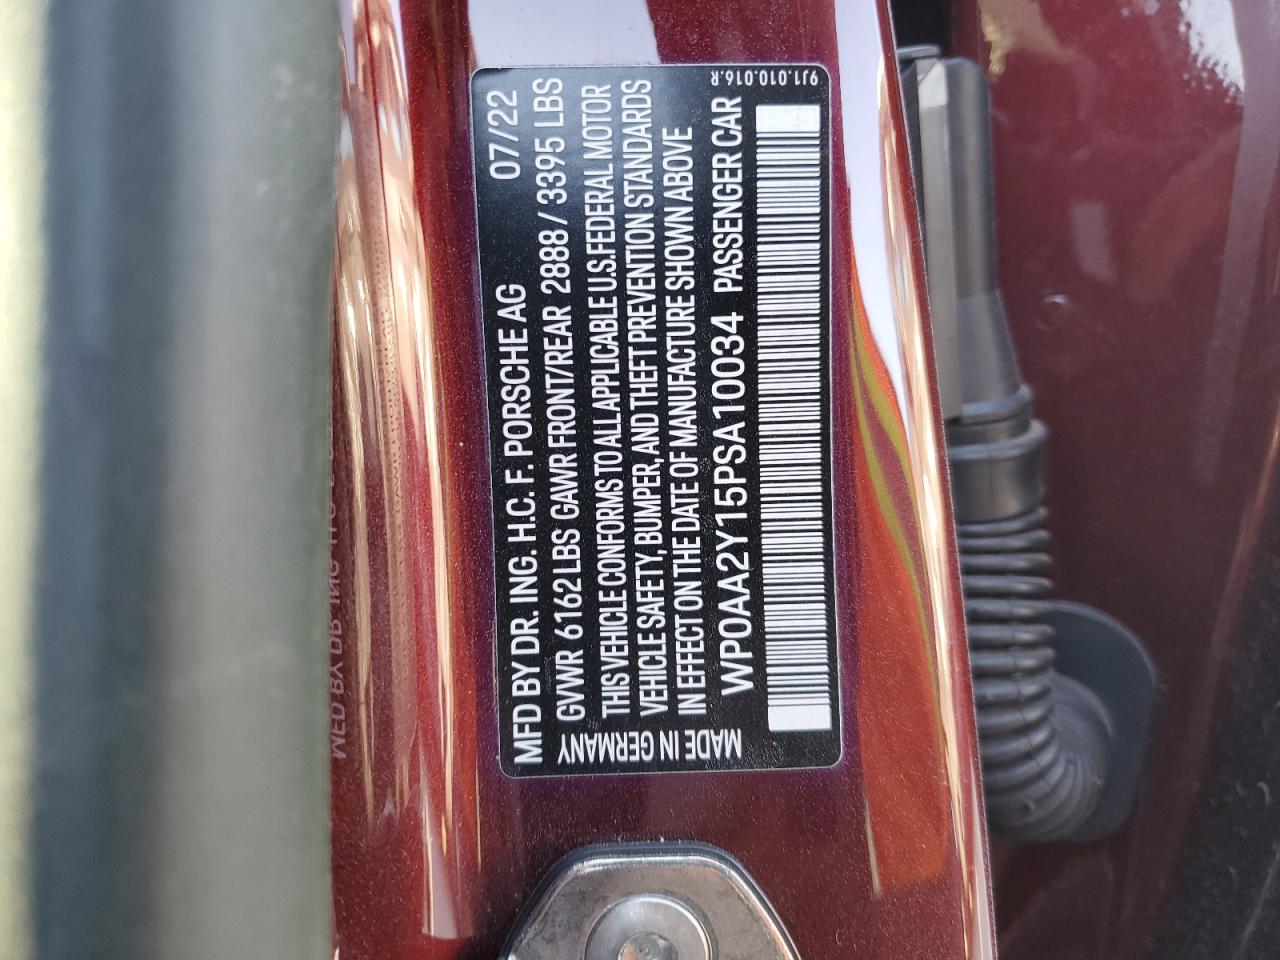 MFD BY DR. ING. H.C. F. PORSCHE AG 07/22
GVWR 6162 LBS GAWR FRONT/REAR 2888 / 3395 LBS
THIS VEHICLE CONFORMS TO ALL APPLICABLE U.S. FEDERAL MOTOR
VEHICLE SAFETY, BUMPER, AND THEFT PREVENTION STANDARDS
IN EFFECT ON THE DATE OF MANUFACTURE SHOWN ABOVE
WP0AA2Y15PSA10034 PASSENGER CAR
MADE IN GERMANY
9J1.010.016.R